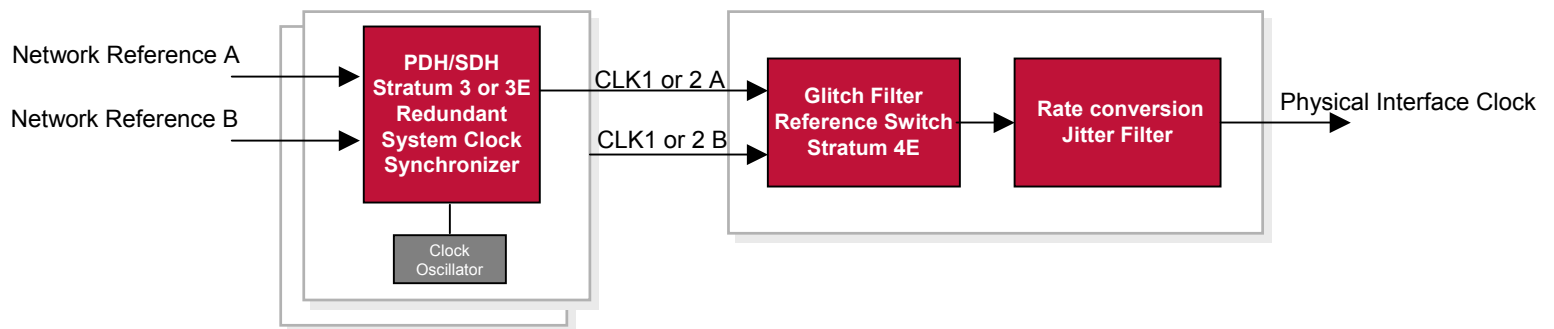 Network Reference A
Network Reference B
PDH/SDH
Stratum 3 or 3E
Redundant
System Clock
Synchronizer
Clock
Oscillator
CLK1 or 2 A
CLK1 or 2 B
Glitch Filter
Reference Switch
Stratum 4E
Rate conversion
Jitter Filter
Physical Interface Clock